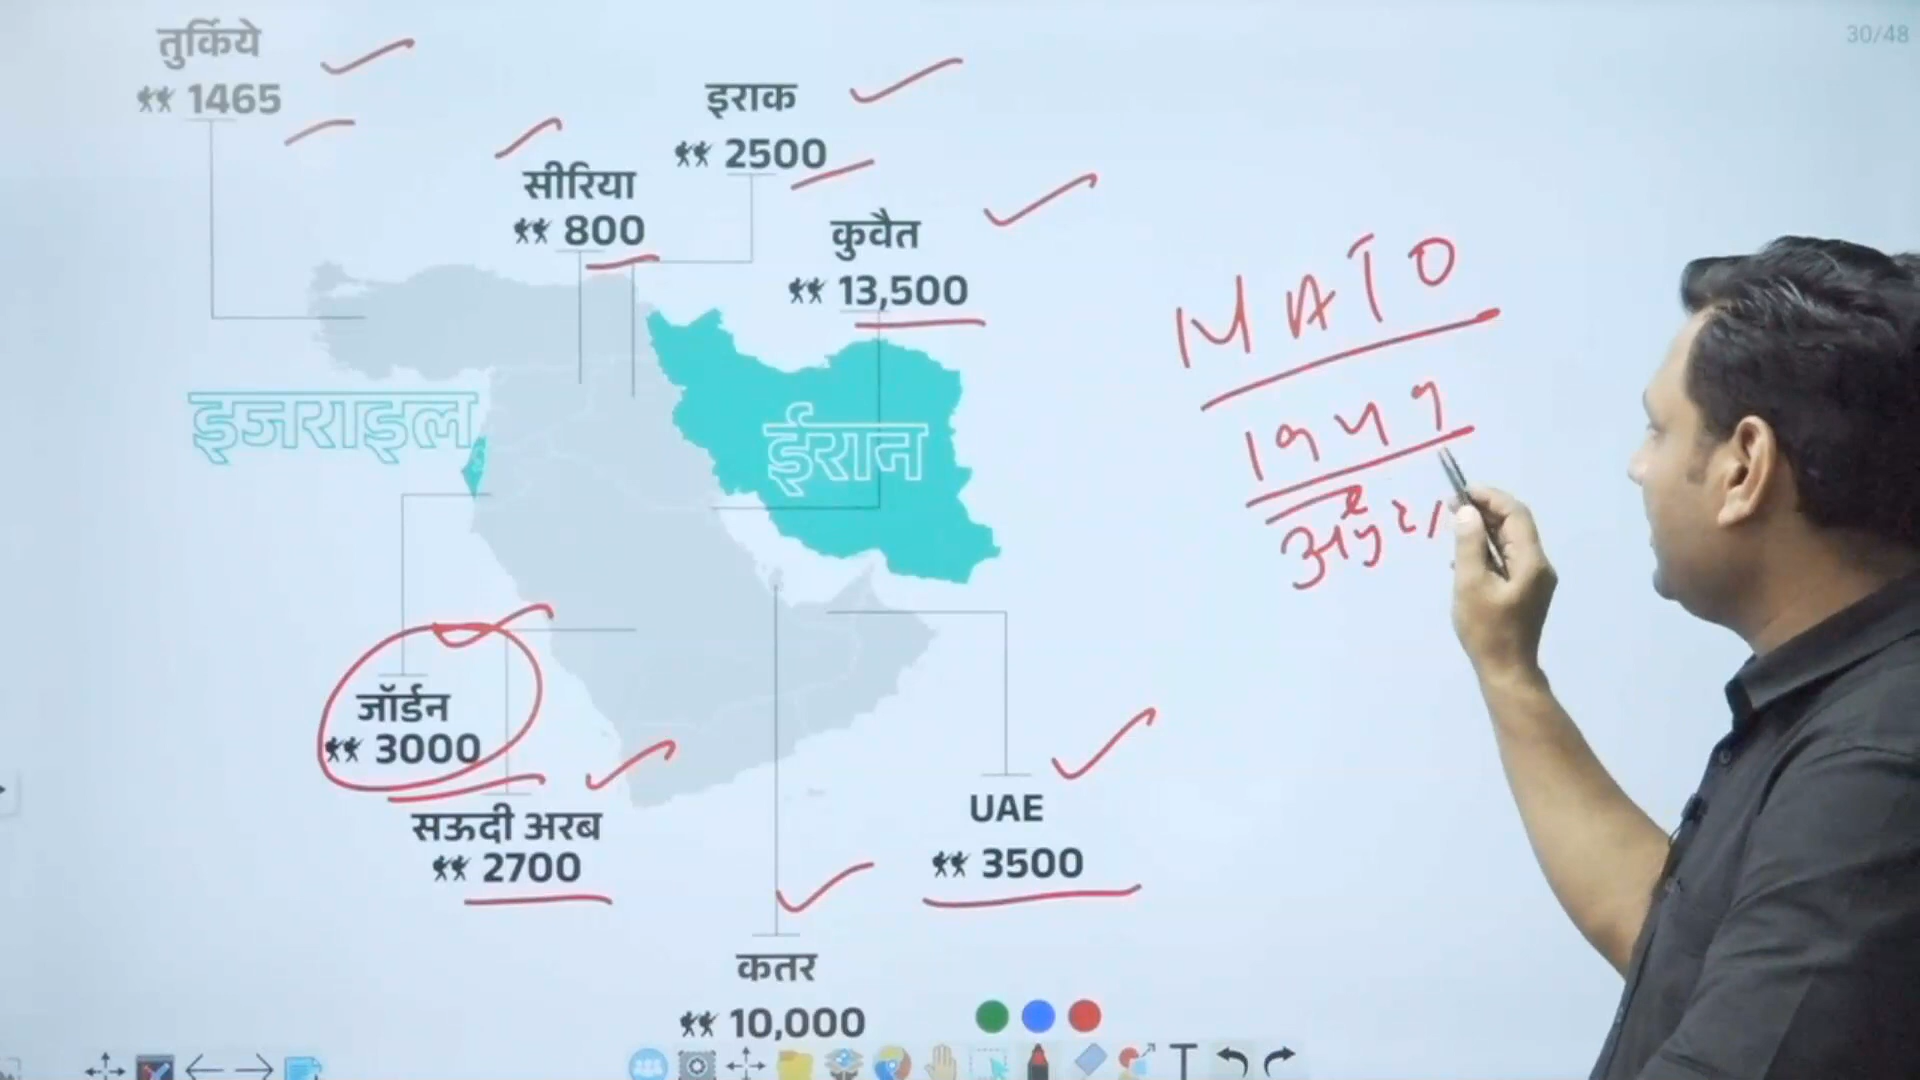 30/48
तुर्किये
1465
इराक
2500
सीरिया
800
कुवैत
13,500
इजराइल
ईरान
NATO
1949
जॉर्डन
3000
सऊदी अरब
2700
UAE
3500
कतर
10,000
T